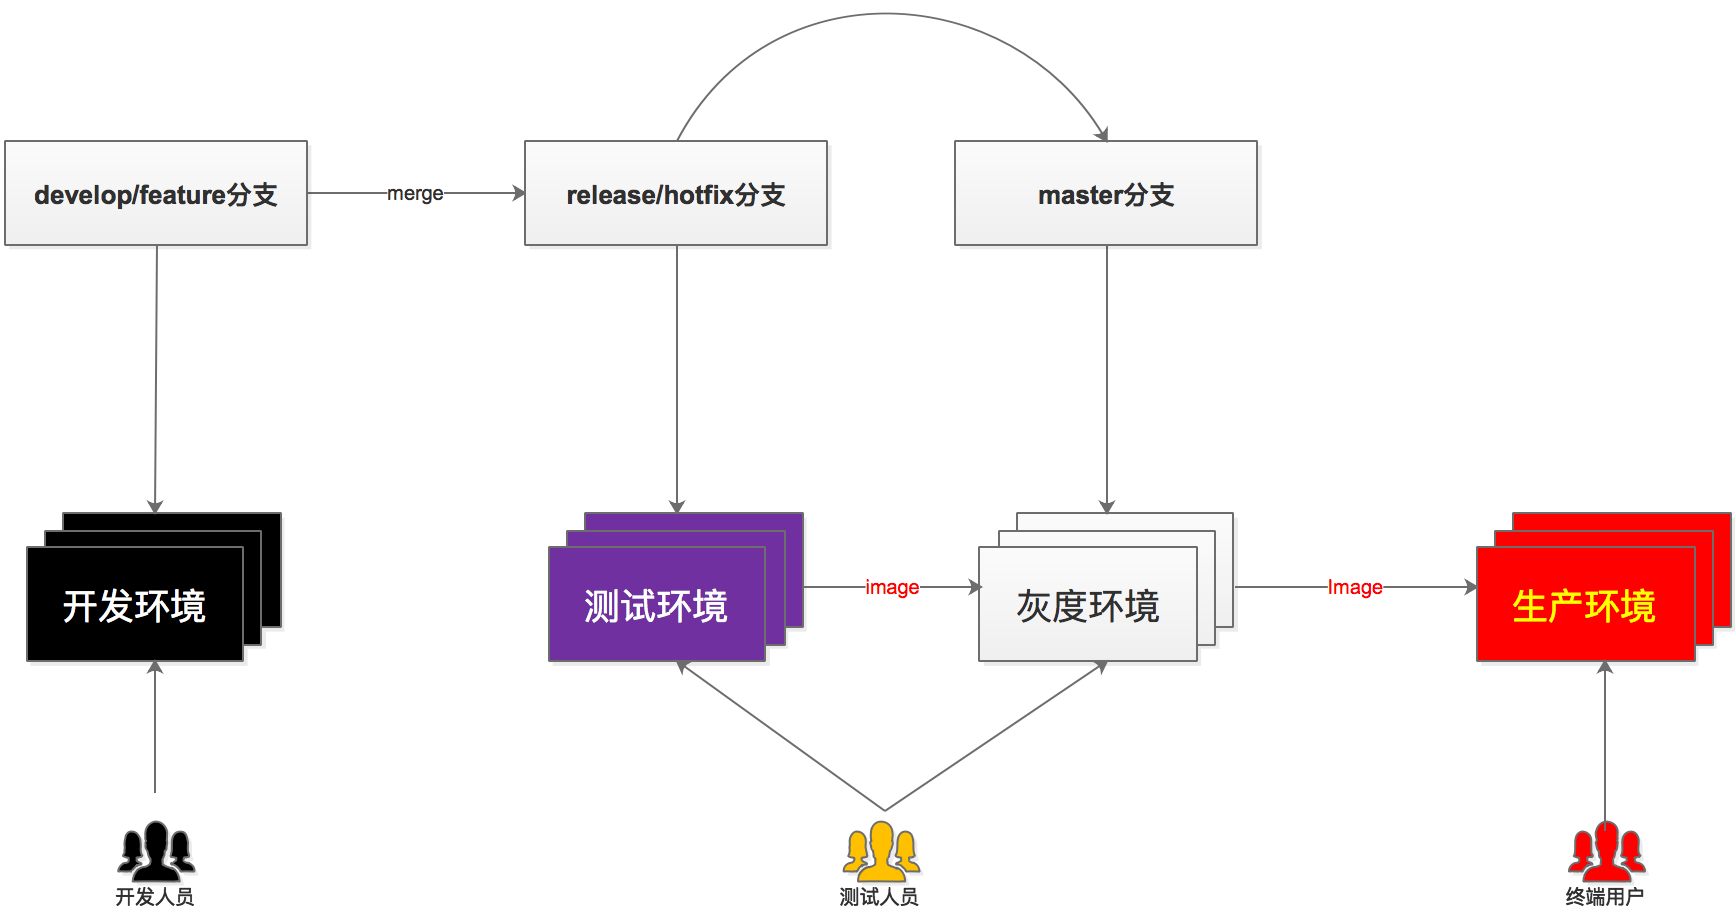 develop/feature分支
merge
release/hotfix分支
master分支
开发环境
测试环境
image
灰度环境
Image
生产环境
开发人员
测试人员
终端用户